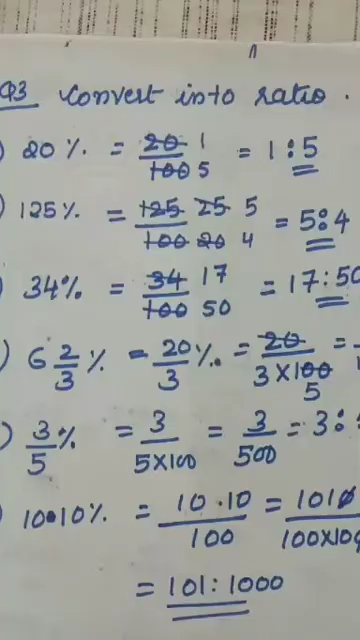 Q3 Convert into ratio.
) 20% = 20/100 1/5 = 1:5
) 125% = 125/100 25/20 5/4 = 5:4
) 34% = 34/100 17/50 = 17:50
) 6 2/3 % = 20/3 % = 20/3×100 5 =
) 3/5 % = 3/5×100 = 3/500 = 3:
) 10.10% = 10.10/100 = 1010/100×100
= 101:1000